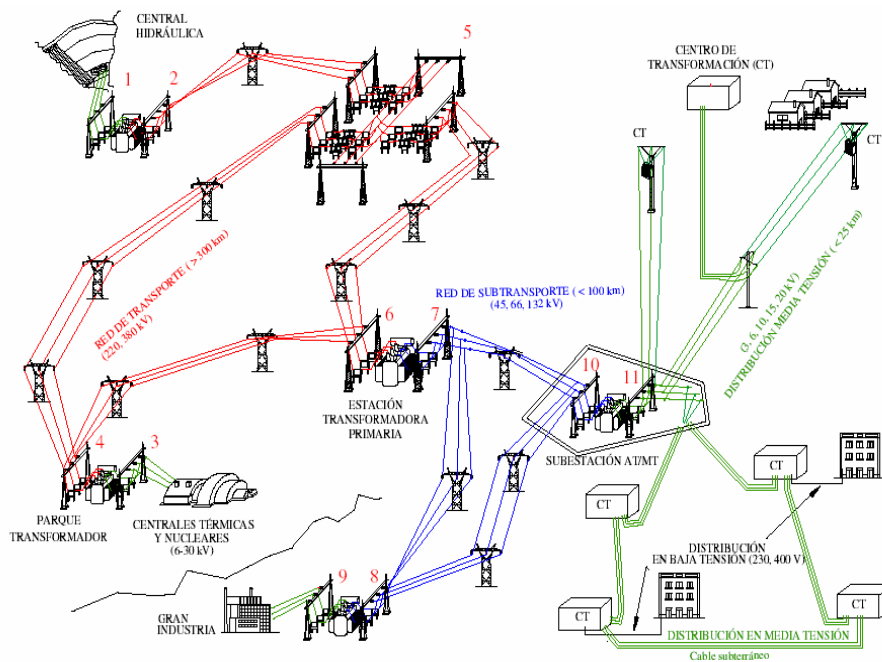 CENTRAL
HIDRÁULICA
1
2
5
CENTRO DE
TRANSFORMACIÓN (CT)
CT
CT
RED DE TRANSPORTE (>300 km)
(220, 380 kV)
RED DE SUBTRANSPORTE (< 100 km)
(45, 66, 132 kV)
(3, 6, 10, 15, 20 kV)
DISTRIBUCIÓN MEDIA TENSIÓN (< 25 km)
6
7
10
11
ESTACIÓN
TRANSFORMADORA
PRIMARIA
SUBESTACIÓN AT/MT
4
3
PARQUE
TRANSFORMADOR
CENTRALES TÉRMICAS
Y NUCLEARES
(6-30 kV)
CT
CT
DISTRIBUCIÓN
EN BAJA TENSIÓN (230, 400 V)
9
8
GRAN
INDUSTRIA
CT
CT
DISTRIBUCIÓN EN MEDIA TENSIÓN
Cable subterráneo